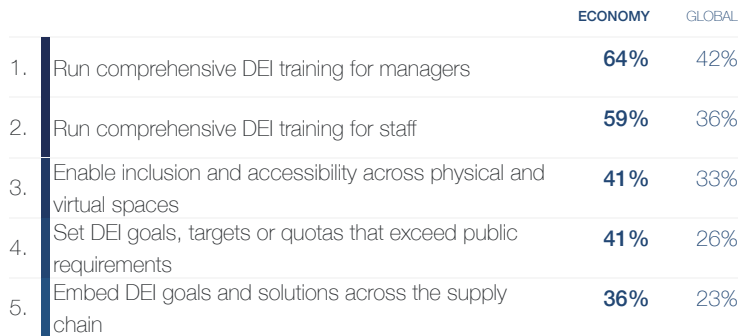 ECONOMY GLOBAL
1. Run comprehensive DEI training for managers 64% 42%
2. Run comprehensive DEI training for staff 59% 36%
3. Enable inclusion and accessibility across physical and
virtual spaces 41% 33%
4. Set DEI goals, targets or quotas that exceed public
requirements 41% 26%
5. Embed DEI goals and solutions across the supply
chain 36% 23%